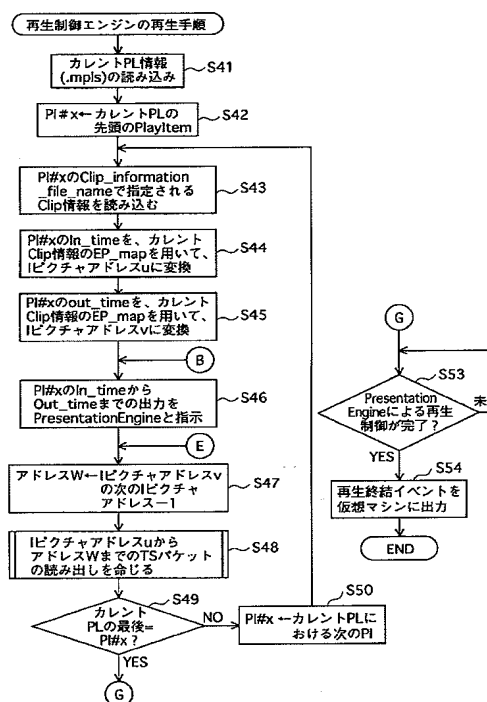 再生制御エンジンの再生手順
カレントPL情報
(.mpls)の読み込み
S41
PI#x←カレントPLの
先頭のPlayItem
S42
PI#xのClip_information
_file_nameで指定される
Clip情報を読み込む
S43
PI#xのIn_timeを、カレント
Clip情報のEP_mapを用いて、
Iピクチャアドレスuに変換
S44
PI#xのout_timeを、カレント
Clip情報のEP_mapを用いて、
Iピクチャアドレスvに変換
S45
B
PI#xのIn_timeから
Out_timeまでの出力を
PresentationEngineと指示
S46
E
アドレスW←Iピクチャアドレスv
の次のIピクチャ
アドレスー1
S47
Iピクチャアドレスuから
アドレスWまでのTSパケット
の読み出しを命じる
S48
カレント
PLの最後=
PI#x?
S49
NO
YES
G
PI#x ←カレントPLに
おける次のPI
S50
G
Presentation
Engineによる再生
制御が完了?
S53
未
YES
再生終結イベントを
仮想マシンに出力
S54
END